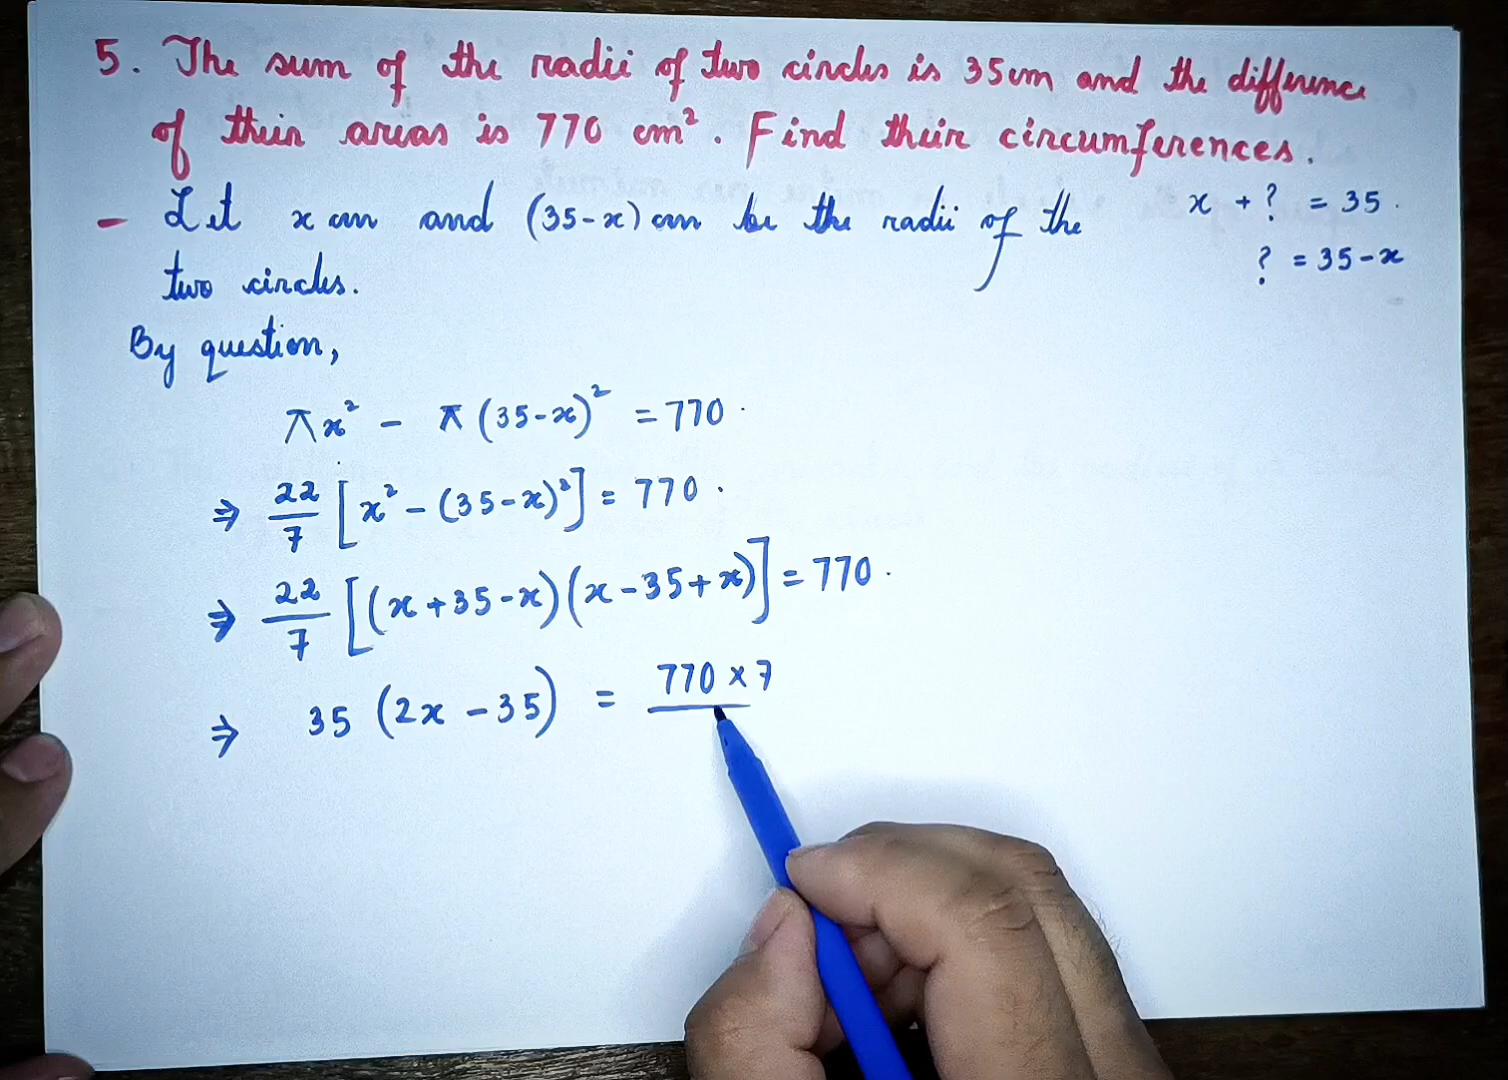 5. The sum of the radii of two circles is 35cm and the difference
of their areas is 770 cm². Find their circumferences.
- Let x cm and (35-x) cm be the radii of the
two circles.
x + ? = 35.
? = 35-x
By question,
πx² - π(35-x)² = 770.
⇒ 22/7 [x² - (35-x)²] = 770.
⇒ 22/7 [(x+35-x)(x-35+x)] = 770.
⇒ 35 (2x - 35) = 770 × 7